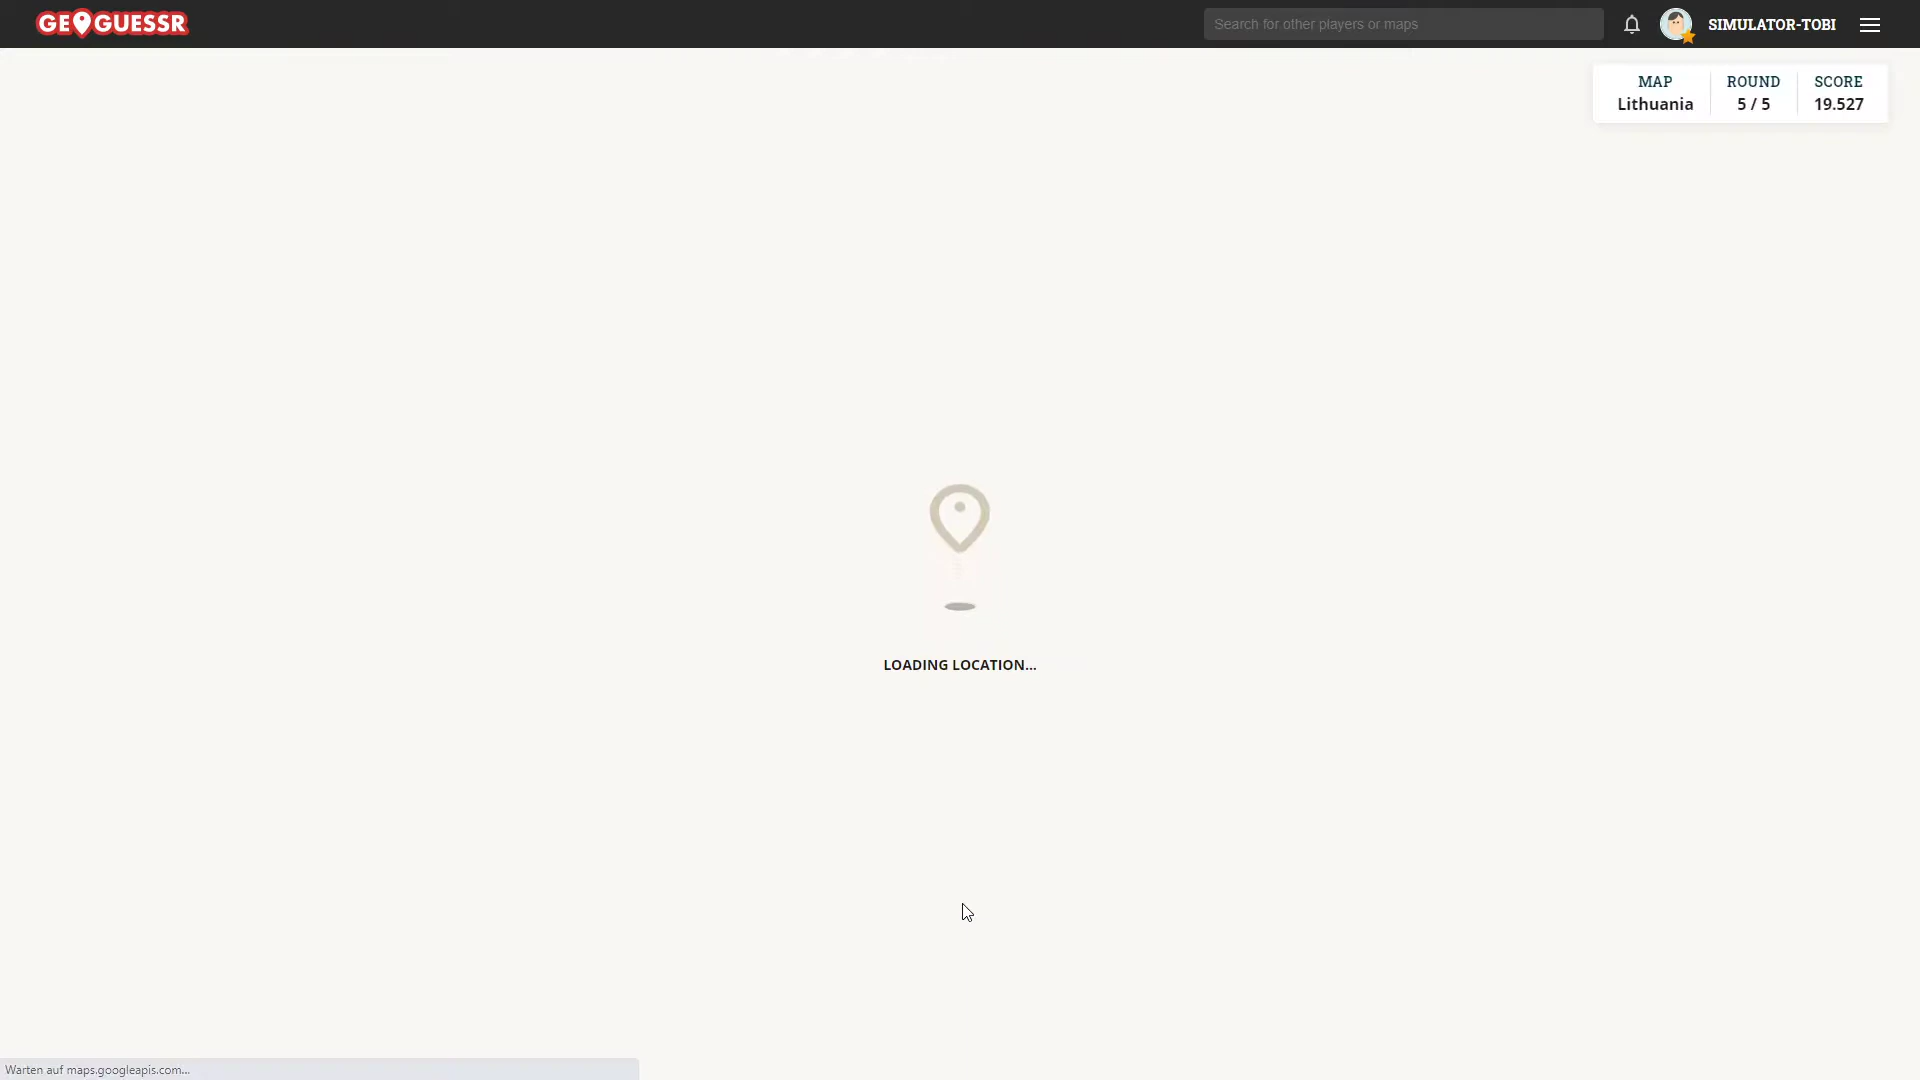 GEOGUESSR
Search for other players or maps
SIMULATOR-TOBI
MAP
Lithuania
ROUND
5 / 5
SCORE
19.527
LOADING LOCATION...
Warten auf maps.googleapis.com...